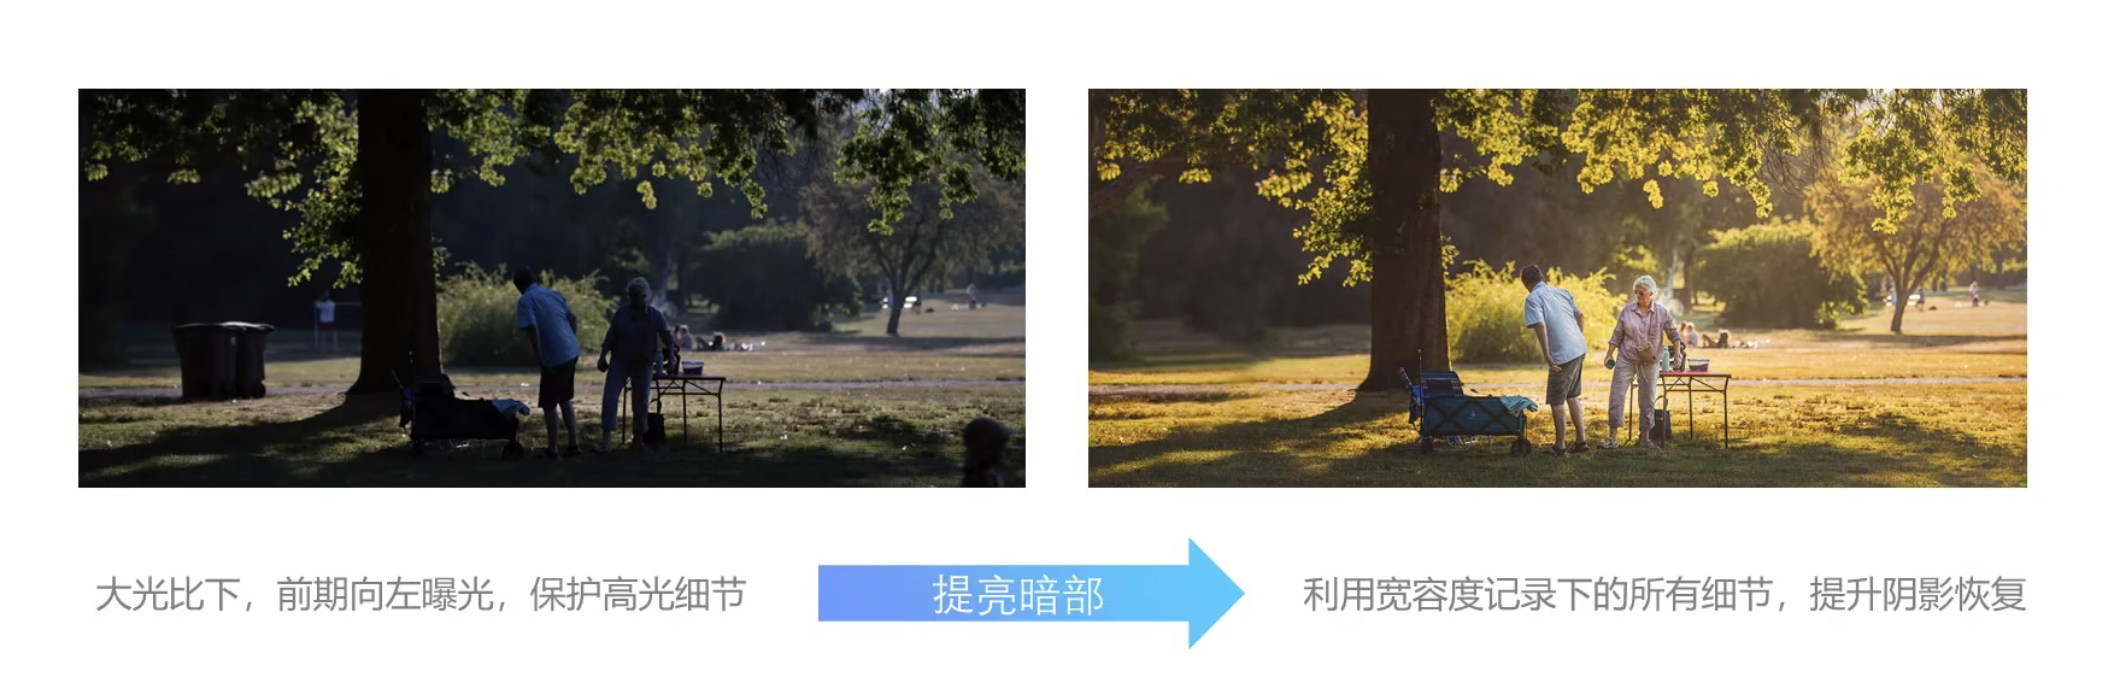 大光比下，前期向左曝光，保护高光细节
提亮暗部
利用宽容度记录下的所有细节，提升阴影恢复